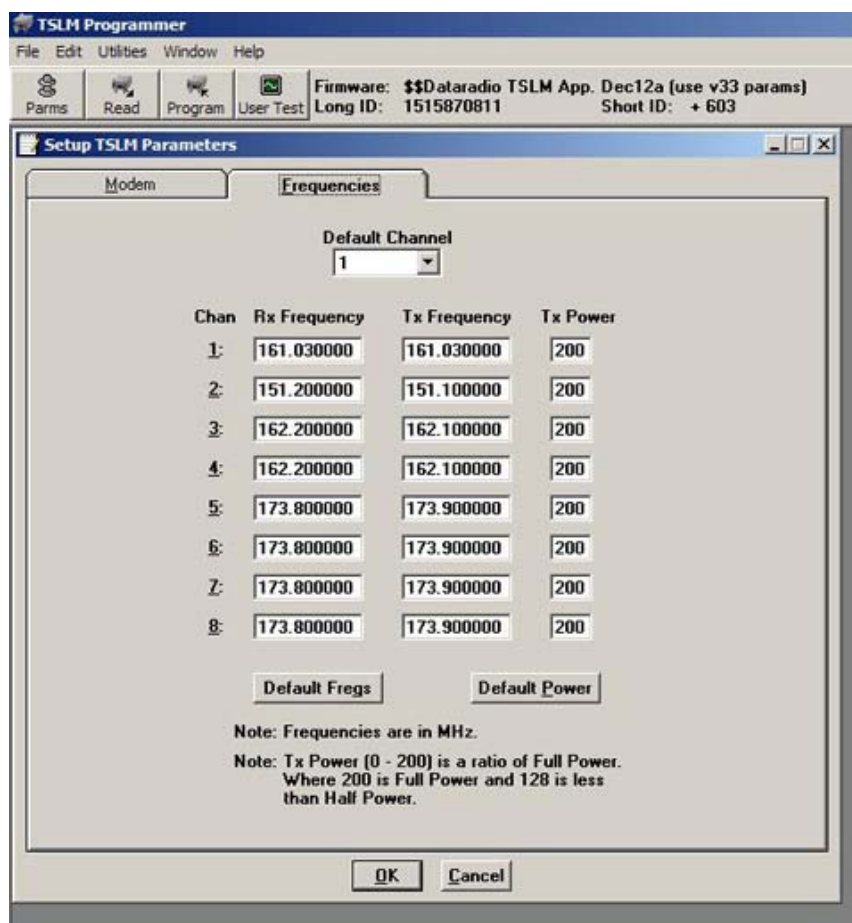 TSLM Programmer
File Edit Utilities Window Help
Parms Read Program User Test
Firmware: $$Dataradio TSLM App. Dec12a (use v33 params)
Long ID: 1515870811 Short ID: + 603
Setup TSLM Parameters
Modem Frequencies
Default Channel
1
Chan Rx Frequency Tx Frequency Tx Power
1: 161.030000 161.030000 200
2: 151.200000 151.100000 200
3: 162.200000 162.100000 200
4: 162.200000 162.100000 200
5: 173.800000 173.900000 200
6: 173.800000 173.900000 200
7: 173.800000 173.900000 200
8: 173.800000 173.900000 200
Default Freqs Default Power
Note: Frequencies are in MHz.
Note: Tx Power (0 - 200) is a ratio of Full Power.
Where 200 is Full Power and 128 is less
than Half Power.
OK Cancel